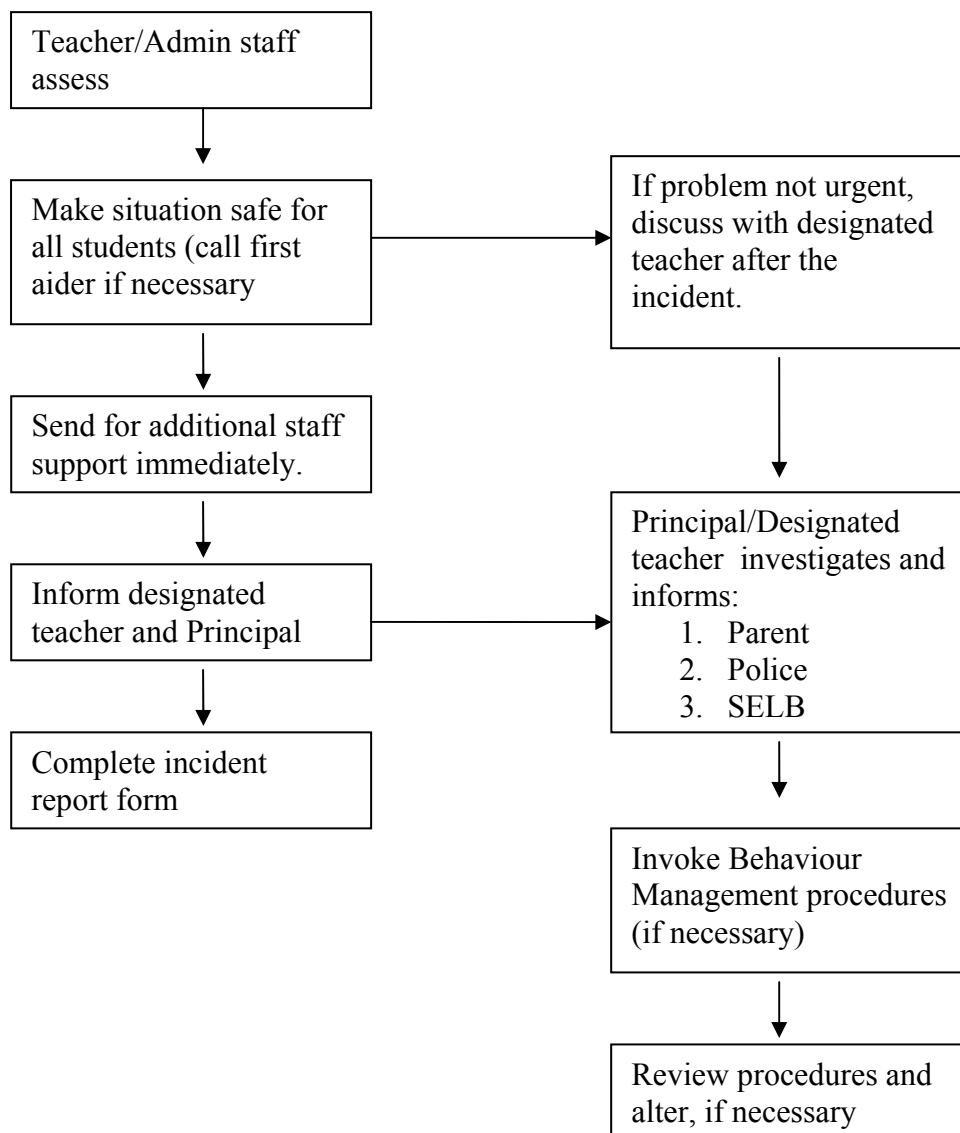 Teacher/Admin staff
assess
Make situation safe for
all students (call first
aider if necessary
Send for additional staff
support immediately.
Inform designated
teacher and Principal
Complete incident
report form
If problem not urgent,
discuss with designated
teacher after the
incident.
Principal/Designated
teacher  investigates and
informs:
1. Parent
2. Police
3. SELB
Invoke Behaviour
Management procedures
(if necessary)
Review procedures and
alter, if necessary